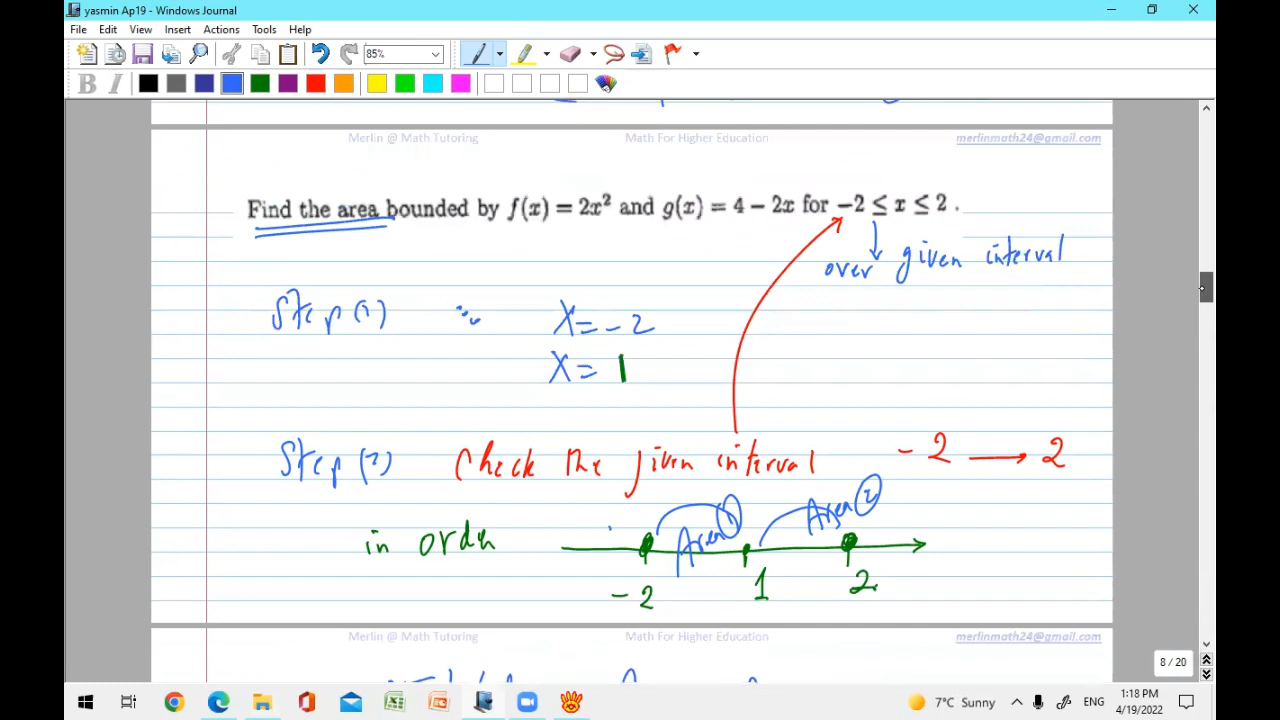 yasmin Ap19 - Windows Journal
File Edit View Insert Actions Tools Help
85%
B I
Merlin @ Math Tutoring Math For Higher Education merlinmath24@gmail.com
Find the area bounded by f(x) = 2x² and g(x) = 4 − 2x for −2 ≤ x ≤ 2 .
over given interval
Step (1) X = -2
X = 1
Step (2) Check the given interval -2 → 2
Area 1 Area 2
in order
-2 1 2
Merlin @ Math Tutoring Math For Higher Education merlinmath24@gmail.com
8 / 20
7°C Sunny ENG 1:18 PM
4/19/2022